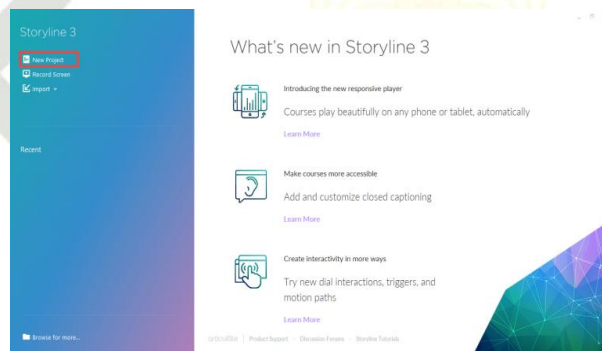 Storyline 3
New Project
Record Screen
Import
Recent
Browse for more...
What's new in Storyline 3
Introducing the new responsive player
Courses play beautifully on any phone or tablet, automatically
Learn More
Make courses more accessible
Add and customize closed captioning
Learn More
Create interactivity in more ways
Try new dial interactions, triggers, and
motion paths
Learn More
articulate | Product Support · Discussion Forums · Storyline Tutorials